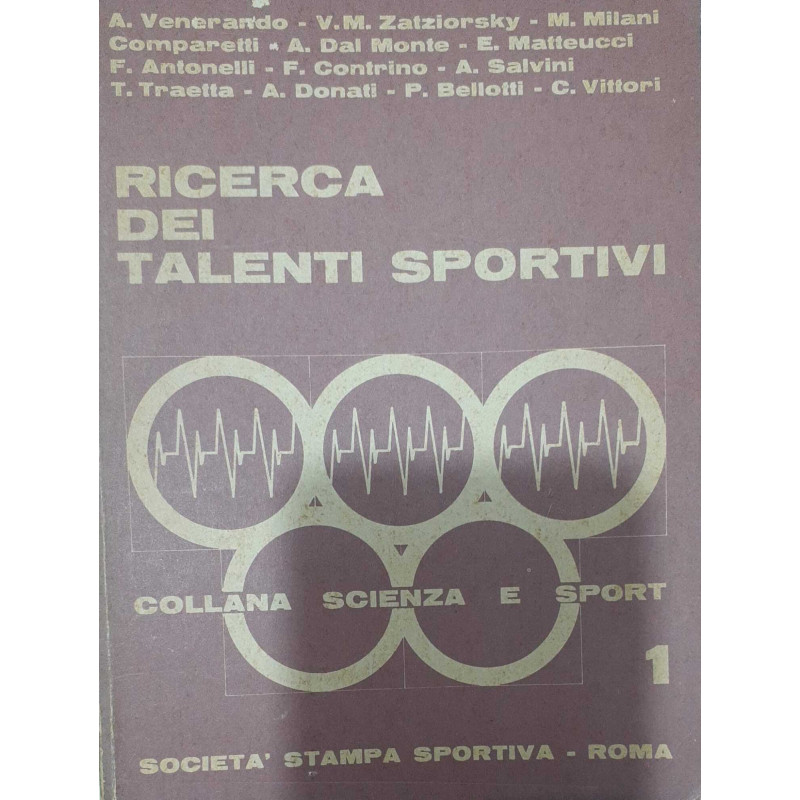 A. Venerando - V.M. Zatziorsky - M. Milani
Comparetti - A. Dal Monte - E. Matteucci
F. Antonelli - F. Contrino - A. Salvini
T. Traetta - A. Donati - P. Bellotti - C. Vittori
RICERCA
DEI
TALENTI SPORTIVI
COLLANA SCIENZA E SPORT
1
SOCIETA' STAMPA SPORTIVA - ROMA